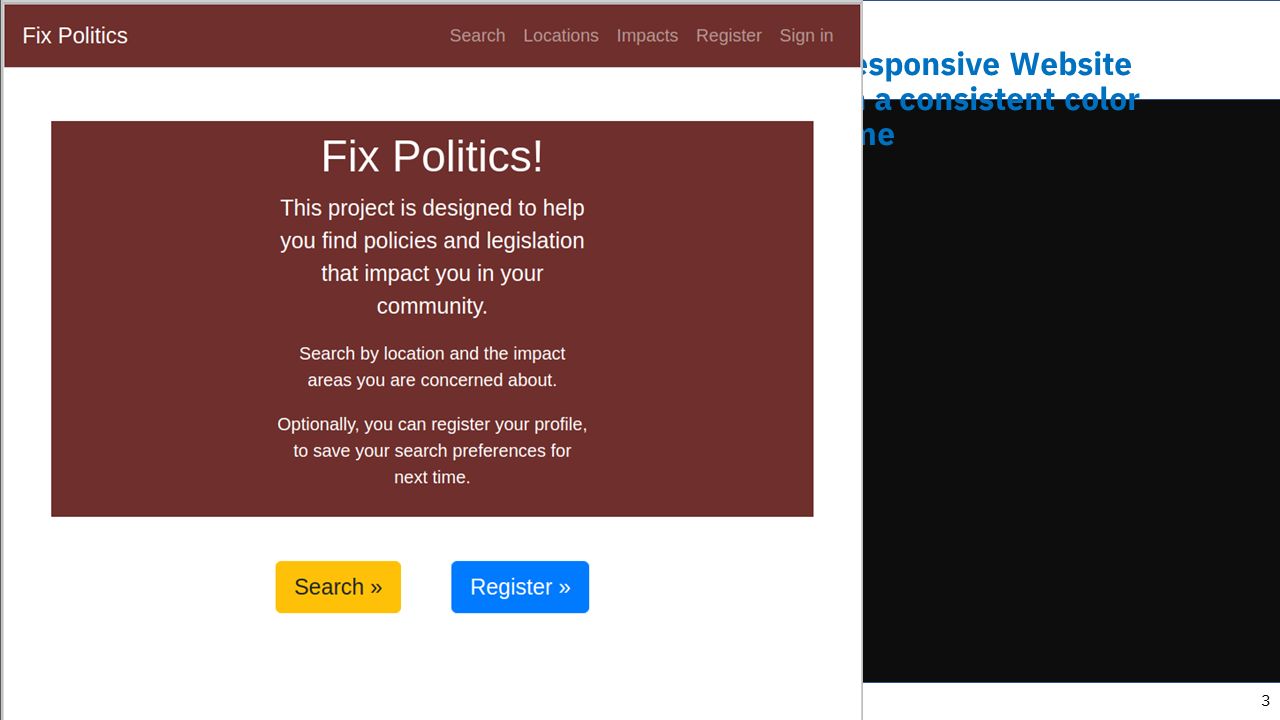 Fix Politics
Search Locations Impacts Register Sign in
Fix Politics!
This project is designed to help
you find policies and legislation
that impact you in your
community.
Search by location and the impact
areas you are concerned about.
Optionally, you can register your profile,
to save your search preferences for
next time.
Search »
Register »
esponsive Website
a consistent color
me
3